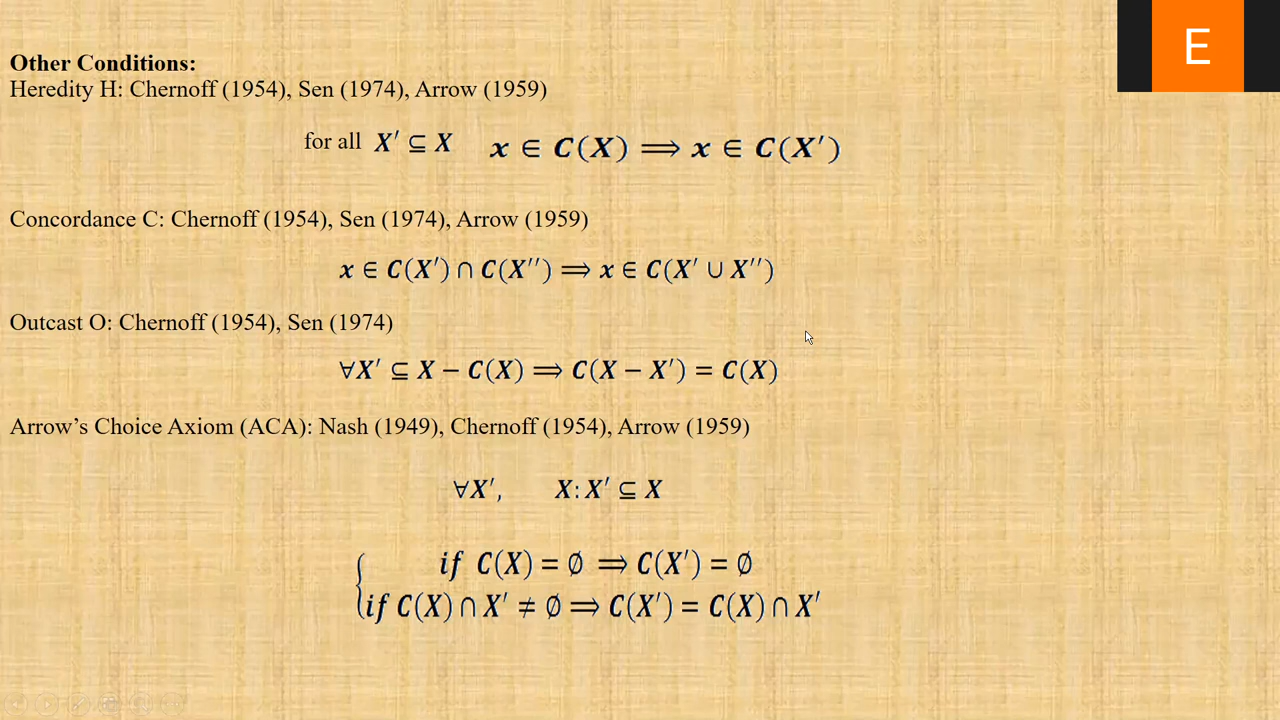 E
Other Conditions:
Heredity H: Chernoff (1954), Sen (1974), Arrow (1959)
for all X′ ⊆ X x ∈ C(X) ⟹ x ∈ C(X′)
Concordance C: Chernoff (1954), Sen (1974), Arrow (1959)
x ∈ C(X′) ∩ C(X′′) ⟹ x ∈ C(X′ ∪ X′′)
Outcast O: Chernoff (1954), Sen (1974)
∀X′ ⊆ X − C(X) ⟹ C(X − X′) = C(X)
Arrow’s Choice Axiom (ACA): Nash (1949), Chernoff (1954), Arrow (1959)
∀X′, X: X′ ⊆ X
if C(X) = ∅ ⟹ C(X′) = ∅
if C(X) ∩ X′ ≠ ∅ ⟹ C(X′) = C(X) ∩ X′